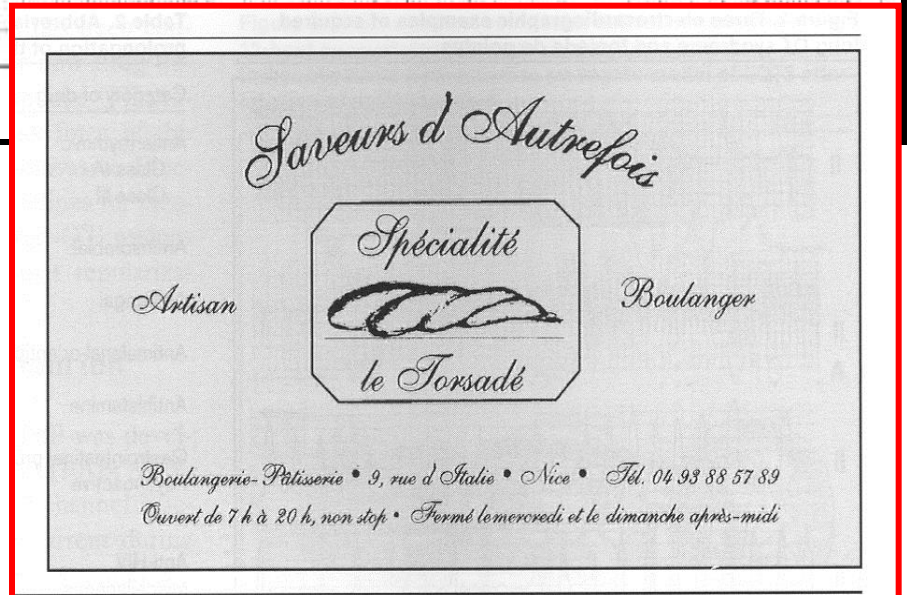 Saveurs d'Autrefois
Spécialité
Artisan
Boulanger
le Torsadé
Boulangerie-Pâtisserie • 9, rue d'Italie • Nice • Tél. 04 93 88 57 89
Ouvert de 7 h à 20 h, non stop • Fermé le mercredi et le dimanche après-midi